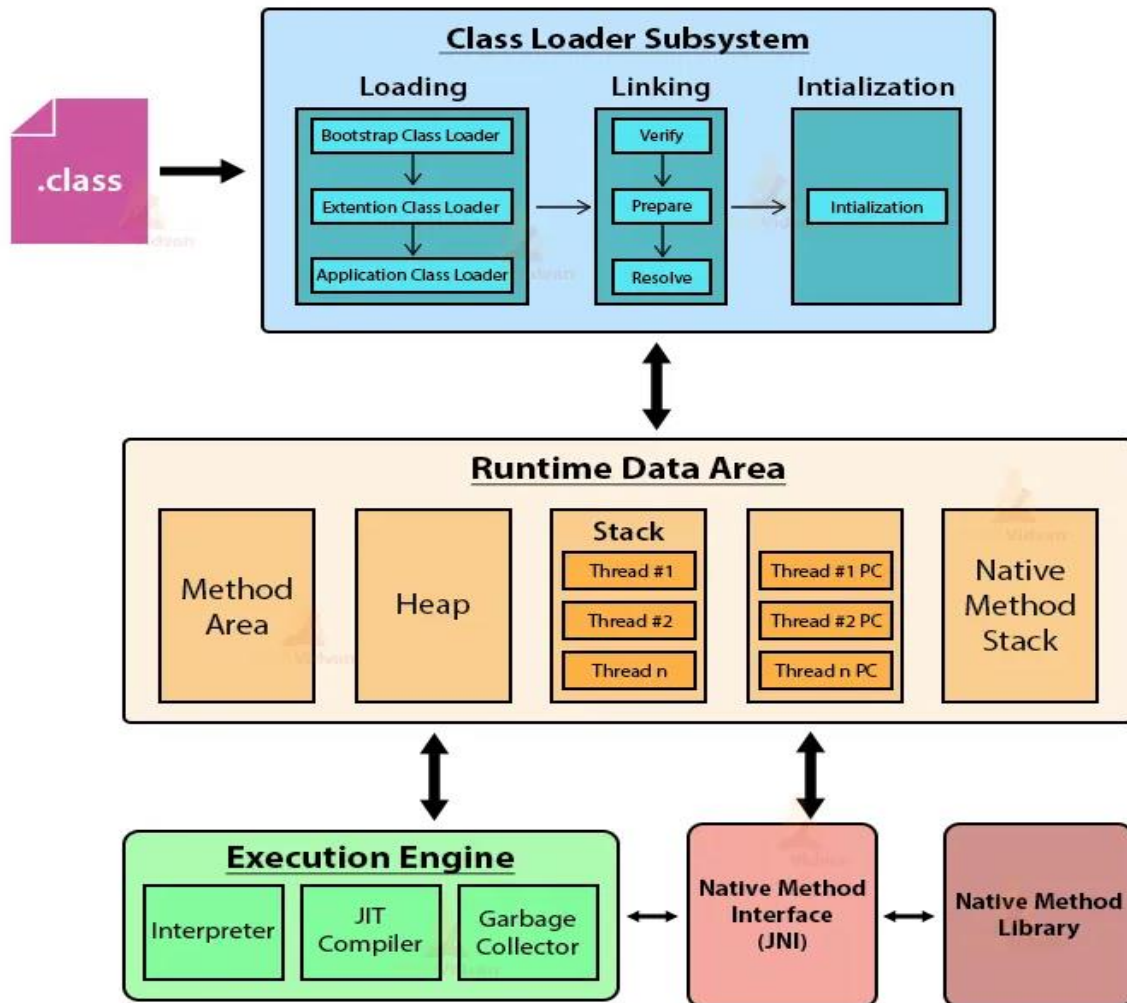 Class Loader Subsystem
Loading
Linking
Intialization
.class
Bootstrap Class Loader
Extention Class Loader
Application Class Loader
Verify
Prepare
Resolve
Intialization
Runtime Data Area
Method
Area
Heap
Stack
Thread #1
Thread #2
Thread n
Thread #1 PC
Thread #2 PC
Thread n PC
Native
Method
Stack
Execution Engine
Interpreter
JIT
Compiler
Garbage
Collector
Native Method
Interface
(JNI)
Native Method
Library